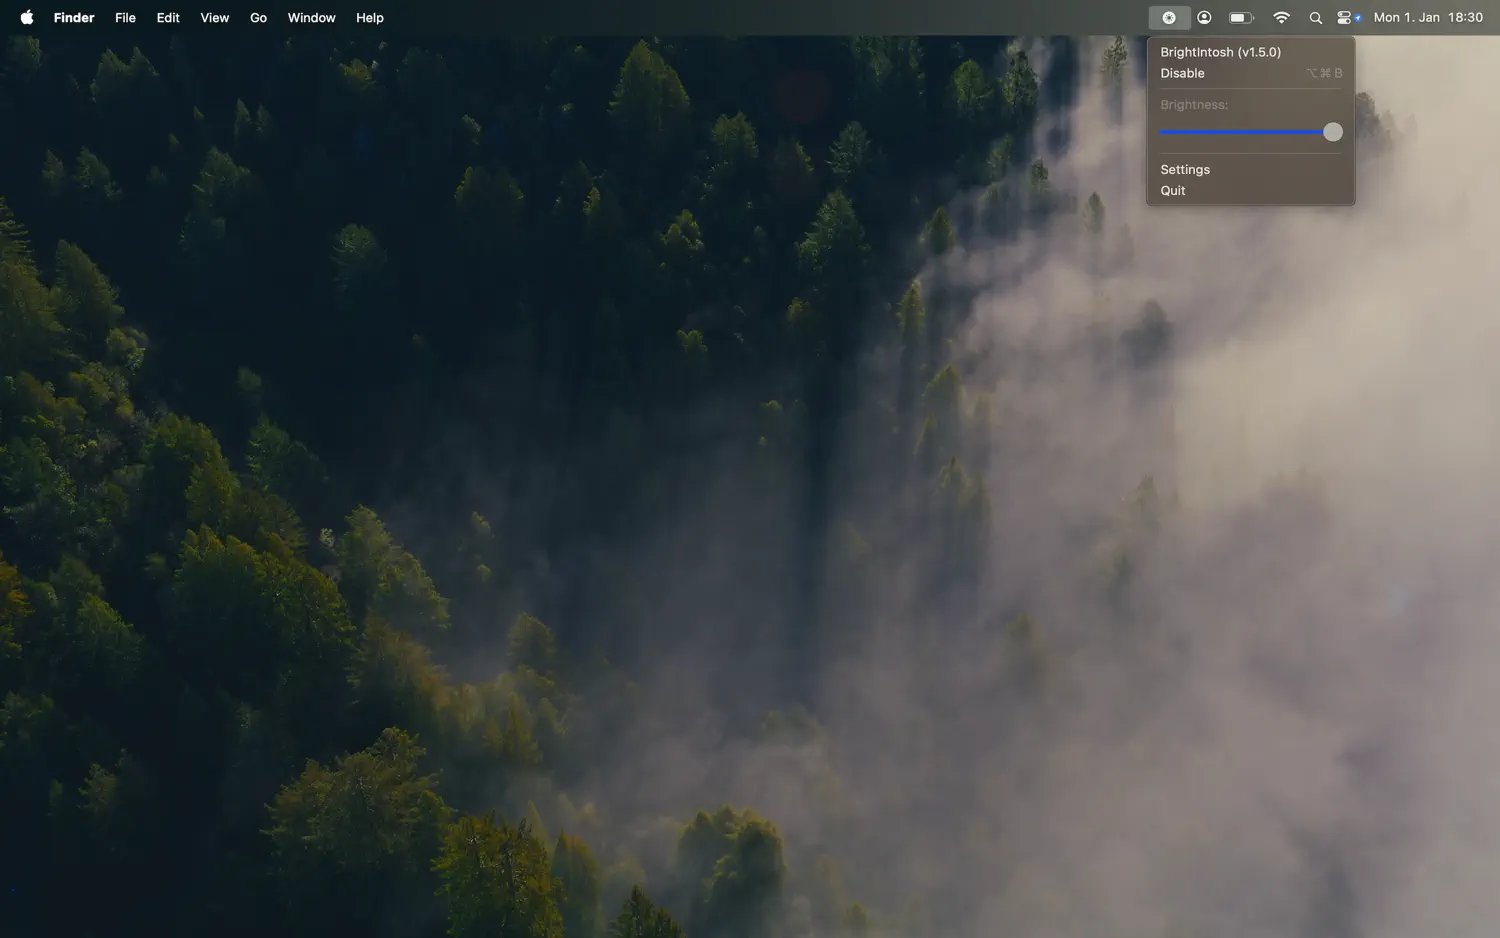 Finder File Edit View Go Window Help Mon 1. Jan 18:30
BrightIntosh (v1.5.0)
Disable ⌥⌘B
Brightness:
Settings
Quit